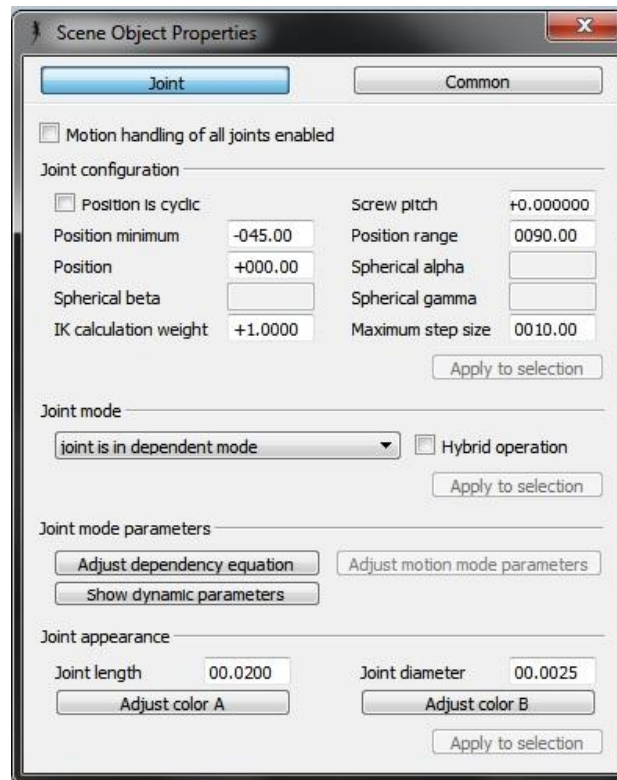 Scene Object Properties
Joint Common
Motion handling of all joints enabled
Joint configuration
Position is cyclic Screw pitch +0.000000
Position minimum -045.00 Position range 0090.00
Position +000.00 Spherical alpha
Spherical beta Spherical gamma
IK calculation weight +1.0000 Maximum step size 0010.00
Apply to selection
Joint mode
joint is in dependent mode Hybrid operation
Apply to selection
Joint mode parameters
Adjust dependency equation Adjust motion mode parameters
Show dynamic parameters
Joint appearance
Joint length 00.0200 Joint diameter 00.0025
Adjust color A Adjust color B
Apply to selection